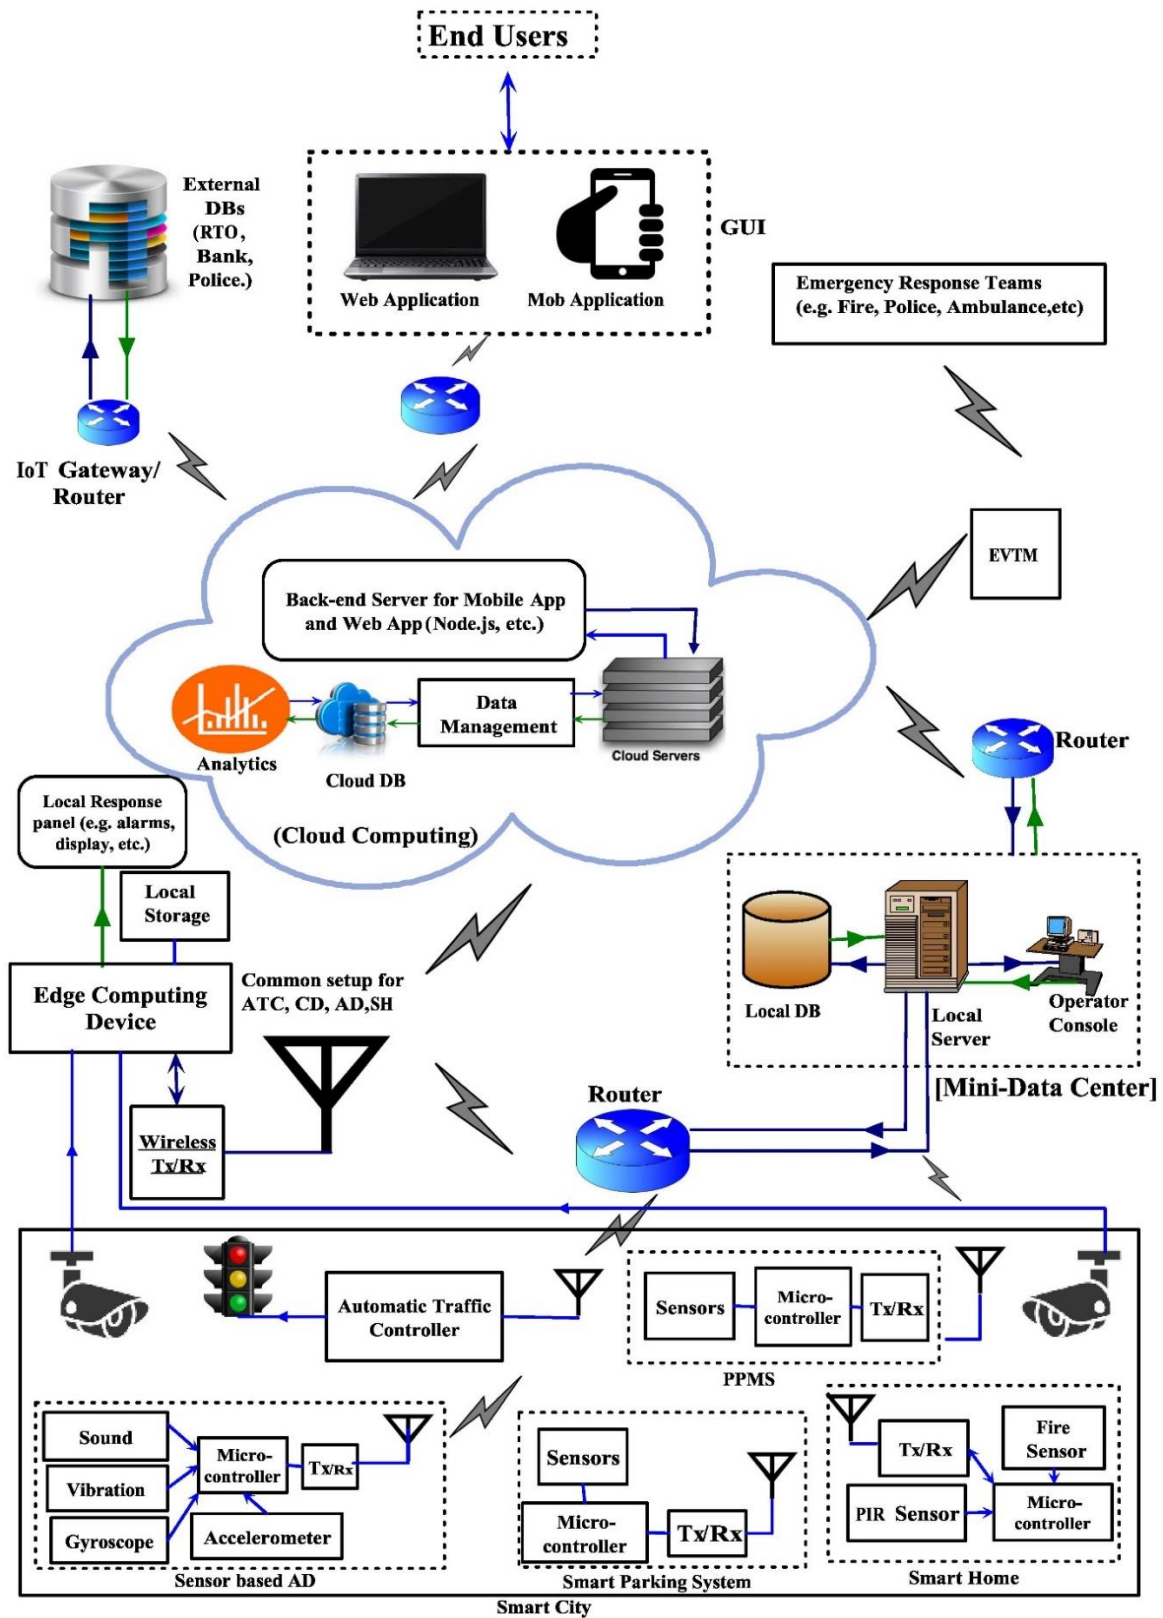 End Users
External
DBs
(RTO,
Bank,
Police.)
Web Application
Mob Application
GUI
Emergency Response Teams
(e.g. Fire, Police, Ambulance,etc)
IoT Gateway/
Router
EVTM
Back-end Server for Mobile App
and Web App (Node.js, etc.)
Analytics
Cloud DB
Data
Management
Cloud Servers
(Cloud Computing)
Router
Local Response
panel (e.g. alarms,
display, etc.)
Local
Storage
Edge Computing
Device
Common setup for
ATC, CD, AD,SH
Wireless
Tx/Rx
Local DB
Local
Server
Operator
Console
[Mini-Data Center]
Router
Automatic Traffic
Controller
Sensors
Micro-
controller
Tx/Rx
PPMS
Sound
Vibration
Gyroscope
Micro-
controller
Tx/Rx
Accelerometer
Sensor based AD
Sensors
Micro-
controller
Tx/Rx
Smart Parking System
Tx/Rx
Fire
Sensor
PIR Sensor
Micro-
controller
Smart Home
Smart City